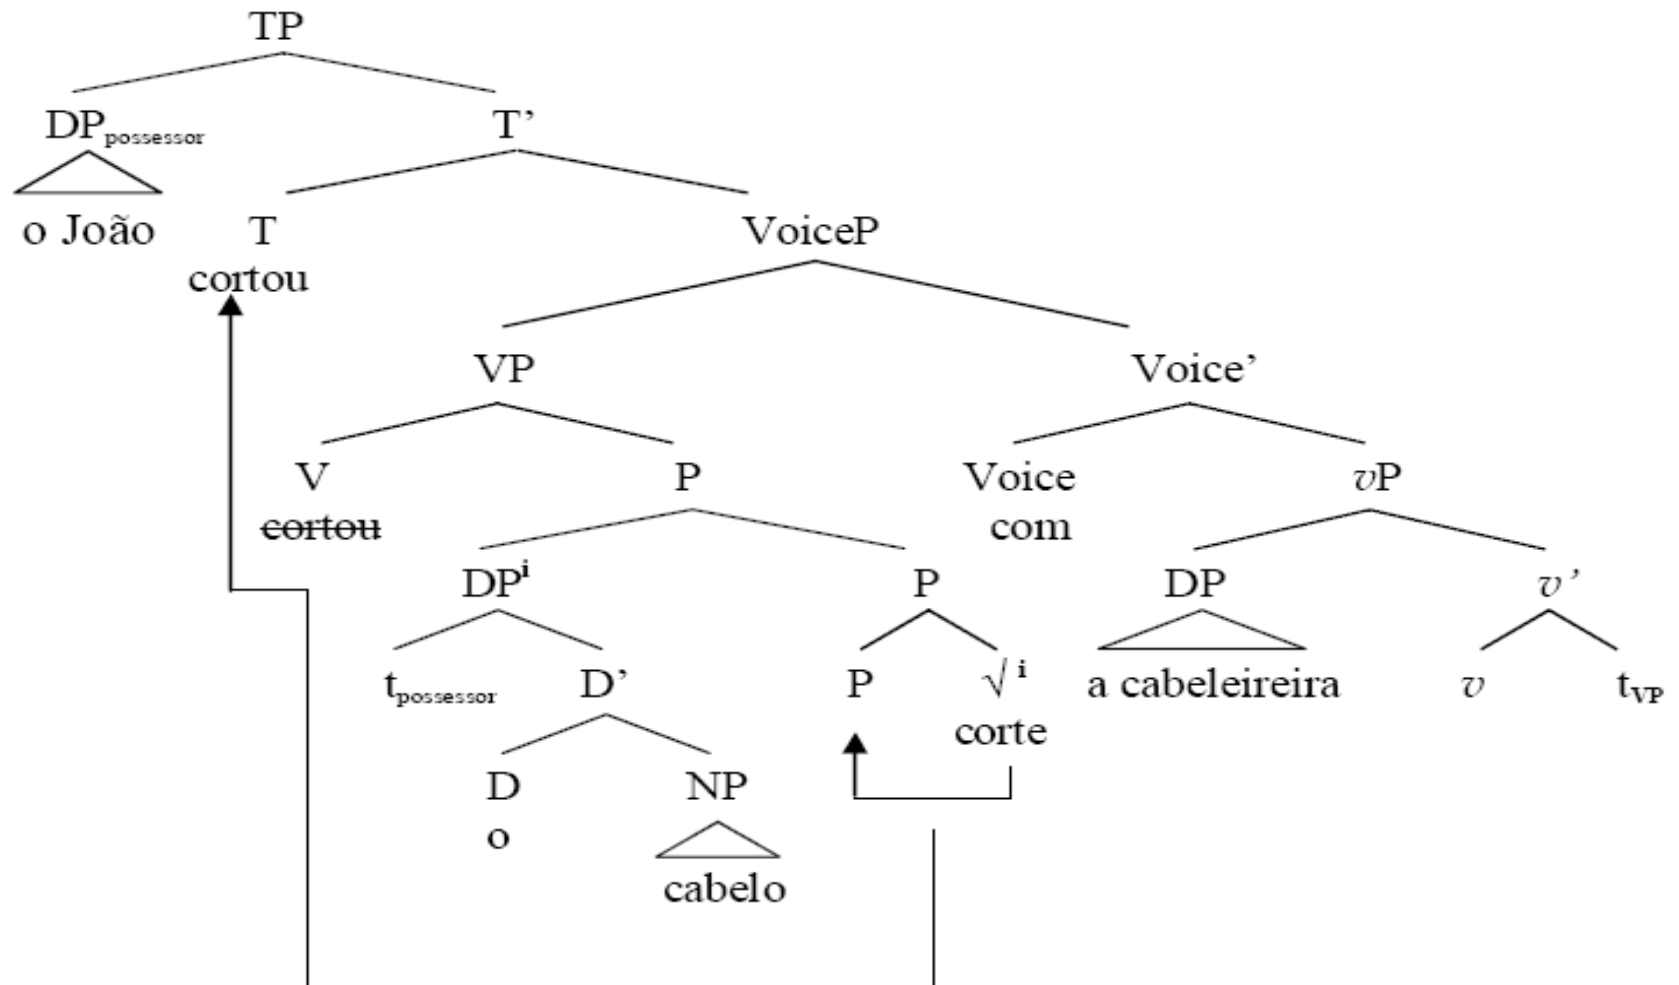 TP
DPpossessor T’
o João T VoiceP
cortou
VP Voice’
V P Voice vP
cortou com
DPi P DP v’
tpossessor D’ P √i a cabeleireira v tVP
corte
D NP
o
cabelo